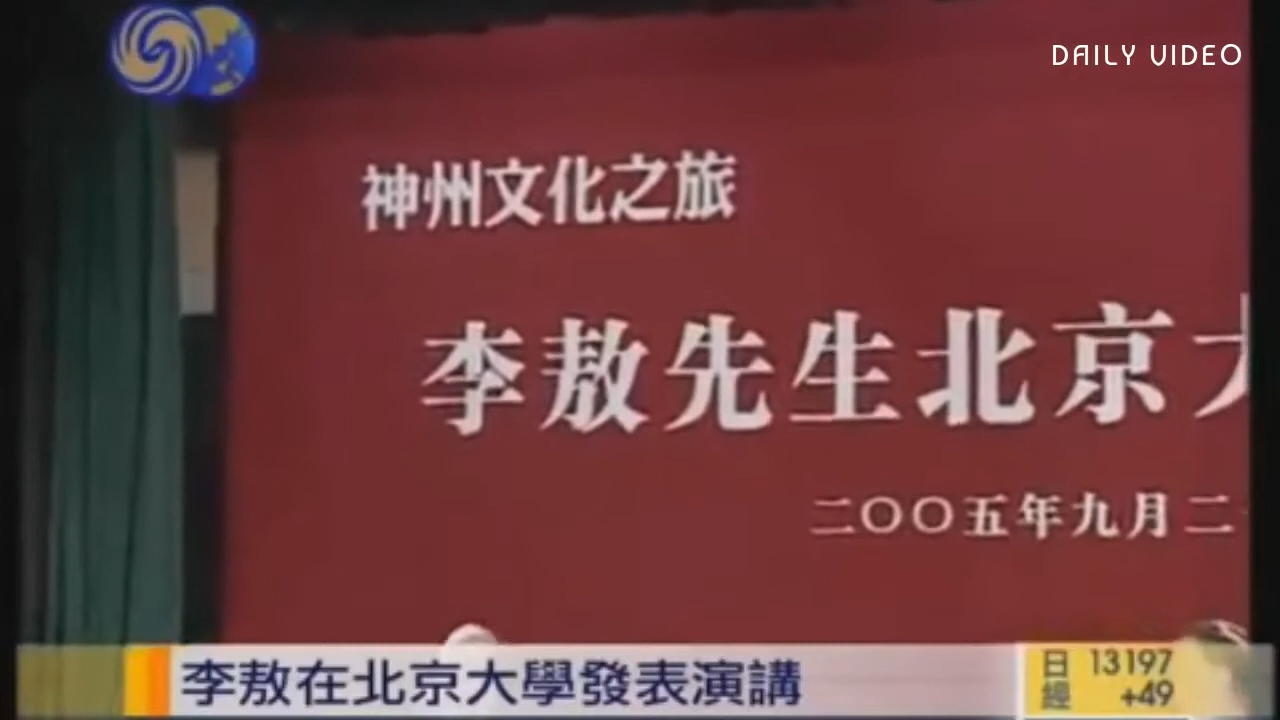 DAILY VIDEO
神州文化之旅
李敖先生北京大
二〇〇五年九月二
李敖在北京大學發表演講
日經 13197 +49